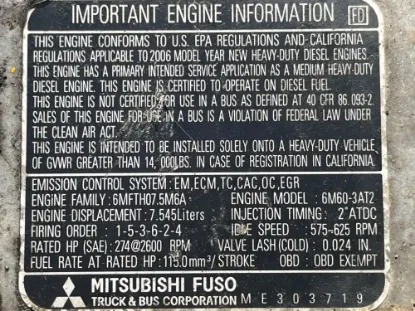 IMPORTANT ENGINE INFORMATION FD
THIS ENGINE CONFORMS TO U.S. EPA REGULATIONS AND CALIFORNIA
REGULATIONS APPLICABLE TO 2006 MODEL YEAR NEW HEAVY-DUTY DIESEL ENGINES.
THIS ENGINE HAS A PRIMARY INTENDED SERVICE APPLICATION AS A MEDIUM HEAVY-DUTY
DIESEL ENGINE. THIS ENGINE IS CERTIFIED TO OPERATE ON DIESEL FUEL.
THIS ENGINE IS NOT CERTIFIED FOR USE IN A BUS AS DEFINED AT 40 CFR 86.093-2.
SALES OF THIS ENGINE FOR USE IN A BUS IS A VIOLATION OF FEDERAL LAW UNDER
THE CLEAN AIR ACT.
THIS ENGINE IS INTENDED TO BE INSTALLED SOLELY ONTO A HEAVY-DUTY VEHICLE,
OF GVWR GREATER THAN 14,000LBS. IN CASE OF REGISTRATION IN CALIFORNIA.
EMISSION CONTROL SYSTEM : EM,ECM,TC,CAC,OC,EGR
ENGINE FAMILY: 6MFTH07.5M6A ENGINE MODEL : 6M60-3AT2
ENGINE DISPLACEMENT: 7.545Liters INJECTION TIMING : 2°ATDC
FIRING ORDER : 1-5-3-6-2-4 IDLE SPEED : 575-625 RPM
RATED HP (SAE) : 274@2600 RPM VALVE LASH (COLD) : 0.024 IN.
FUEL RATE AT RATED HP : 115.0mm³/STROKE OBD : OBD EXEMPT
MITSUBISHI FUSO
TRUCK & BUS CORPORATION ME303719